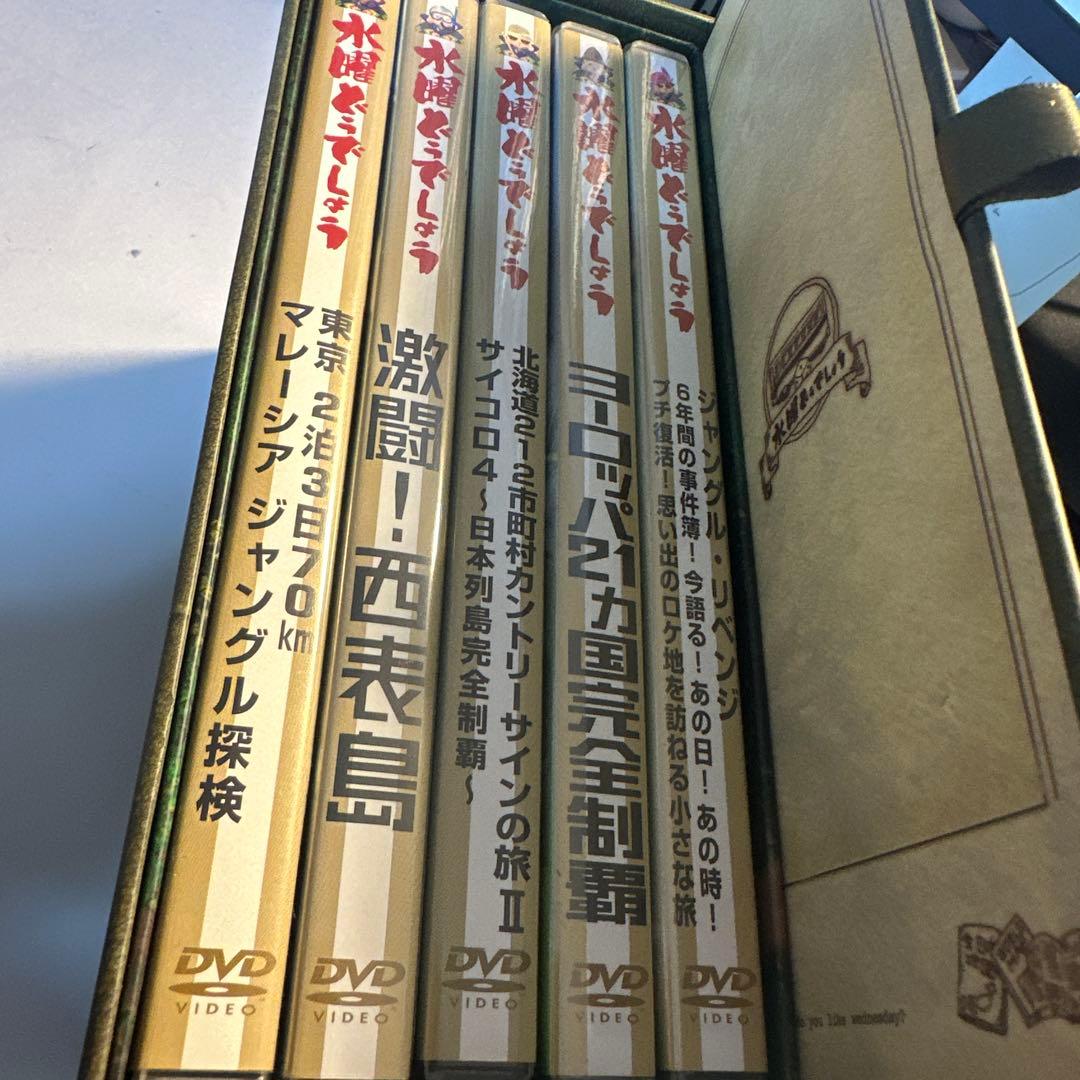 水曜どうでしょう
東京 2泊3日70km
マレーシア ジャングル探検
DVD
VIDEO
水曜どうでしょう
激闘！西表島
DVD
VIDEO
水曜どうでしょう
北海道212市町村カントリーサインの旅Ⅱ
サイコロ4～日本列島完全制覇～
DVD
VIDEO
水曜どうでしょう
ヨーロッパ21カ国完全制覇
DVD
VIDEO
水曜どうでしょう
ジャングル・リベンジ
6年間の事件簿！今語る！あの日！あの時！
プチ復活！思い出のロケ地を訪ねる小さな旅
DVD
VIDEO
水曜どうでしょう
you like wednesday?